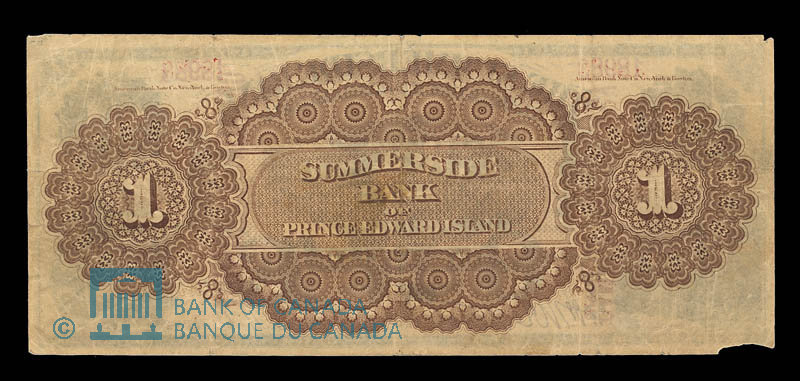 American Bank Note Co. New York & Boston.
American Bank Note Co. New York & Boston.
SUMMERSIDE
BANK
OF
PRINCE EDWARD ISLAND
1
1
© BANK OF CANADA
BANQUE DU CANADA